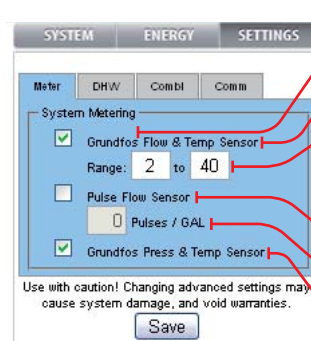 SYSTEM ENERGY SETTINGS
Meter DHW Combi Comm
System Metering
Grundfos Flow & Temp Sensor
Range: 2 to 40
Pulse Flow Sensor
0 Pulses / GAL
Grundfos Press & Temp Sensor
Use with caution! Changing advanced settings may
cause system damage, and void warranties.
Save